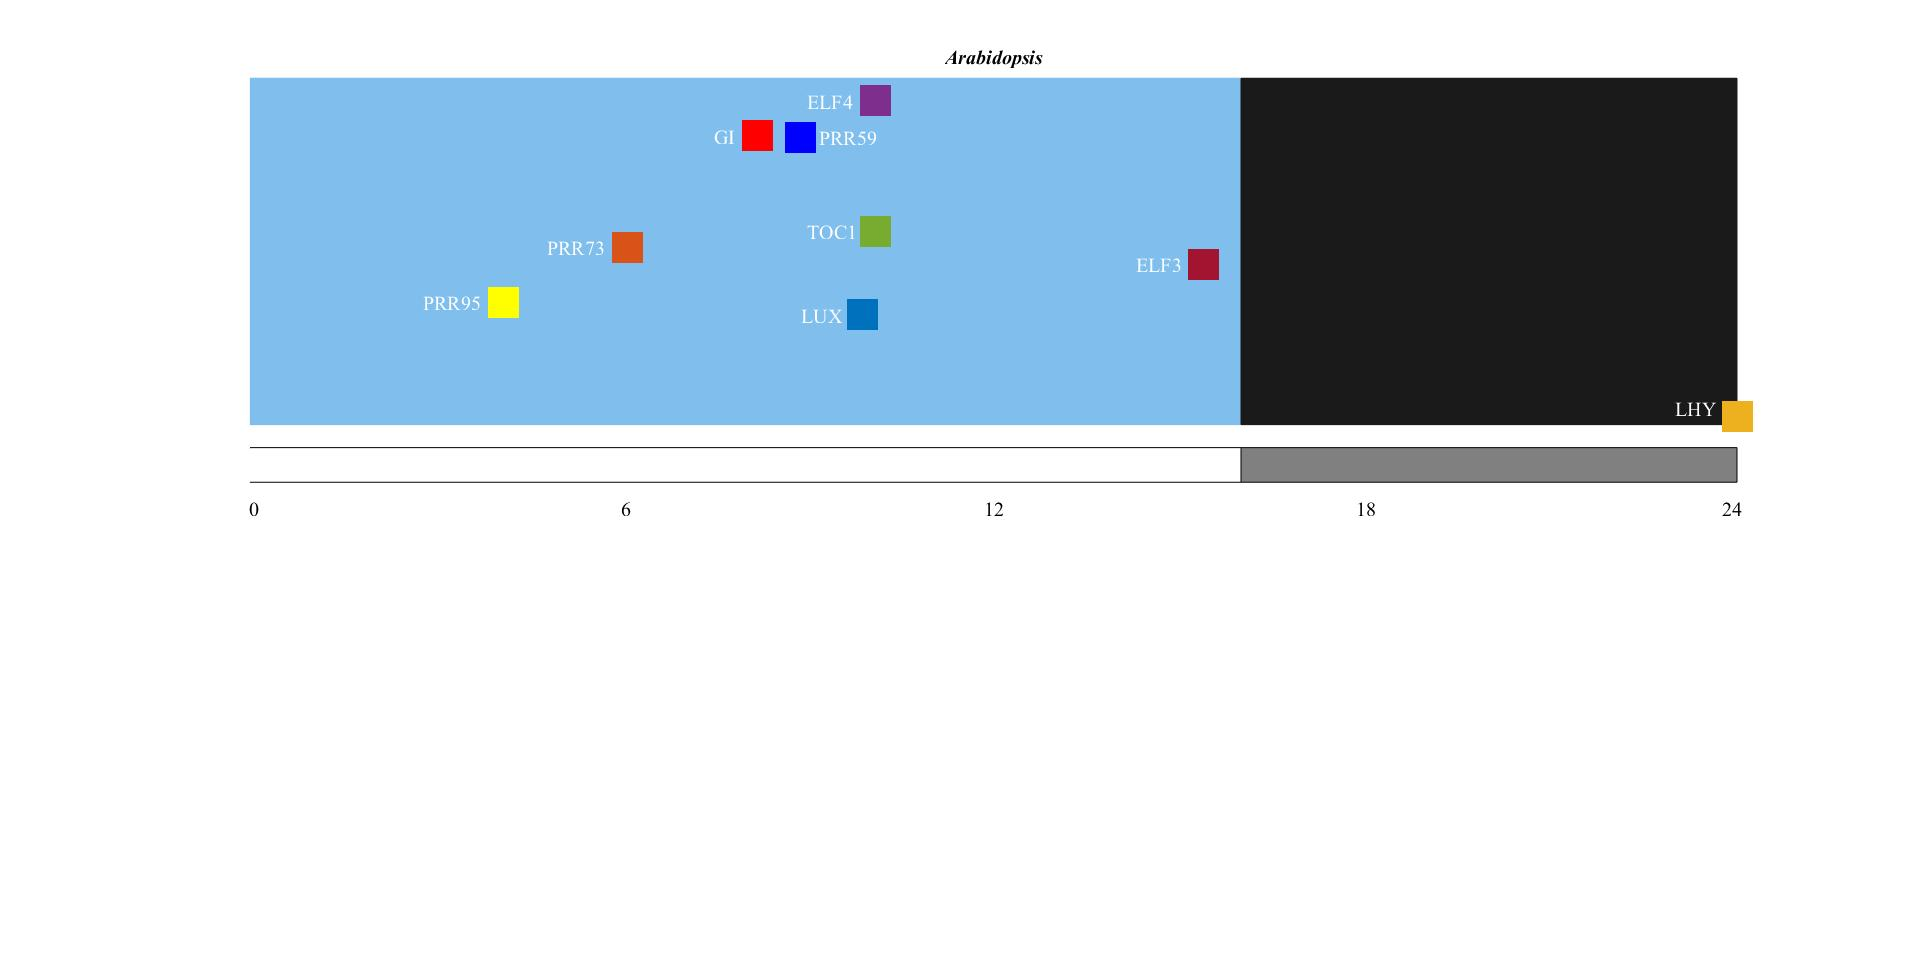 Arabidopsis
ELF4
GI
PRR59
TOC1
PRR73
ELF3
PRR95
LUX
LHY
0 6 12 18 24